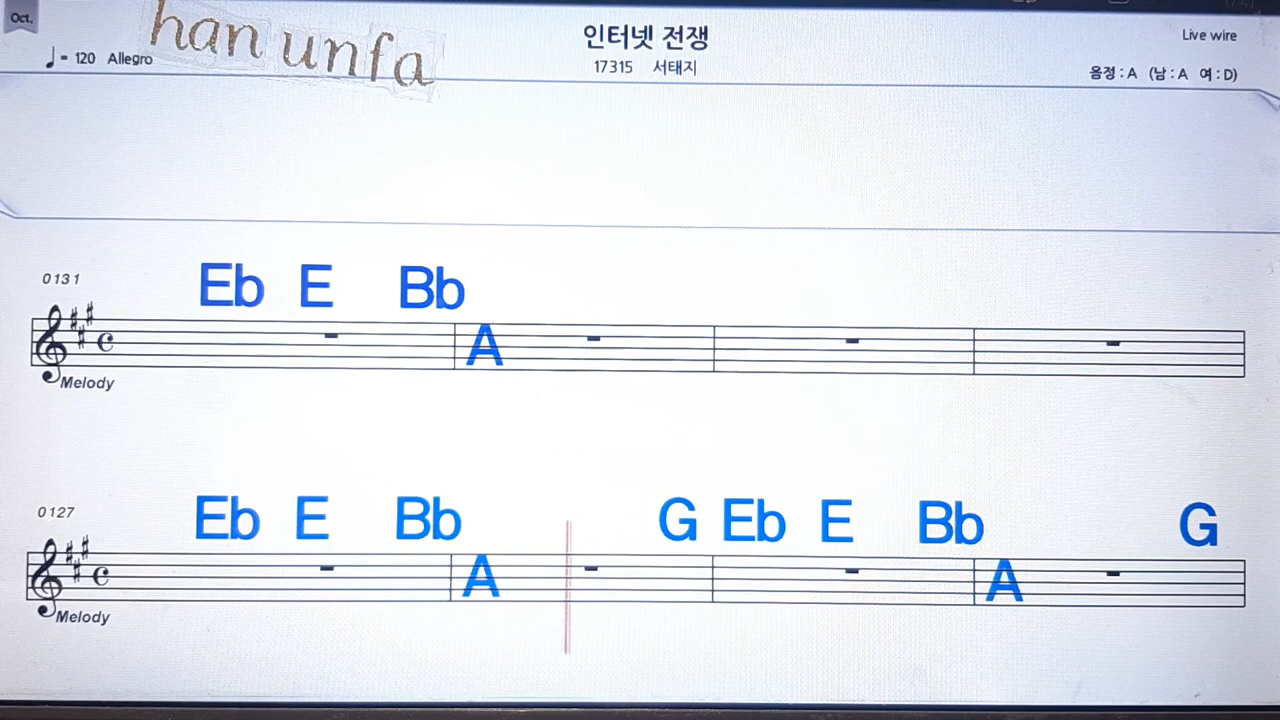 Oct.
han unfa
인터넷 전쟁
Live wire
♩ = 120 Allegro
17315 서태지
음정 : A (남 : A 여 : D)
0131
Eb E Bb A
Melody
0127
Eb E Bb A G Eb E Bb A G
Melody